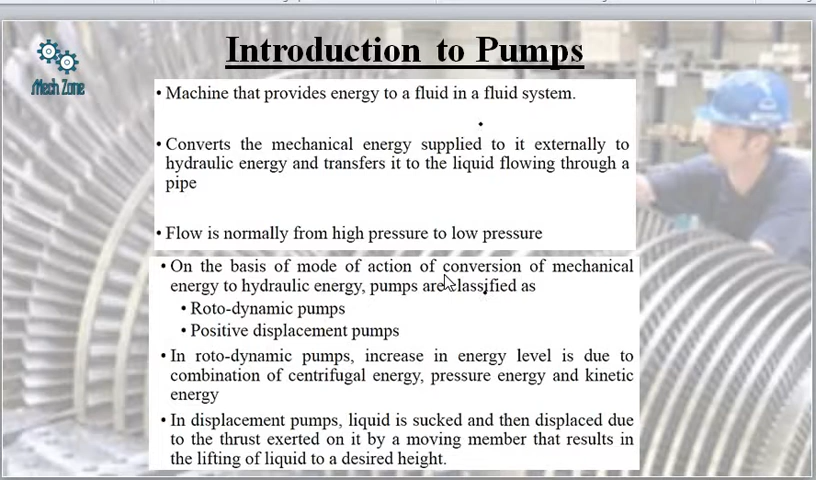 Introduction to Pumps
Mech Zone
• Machine that provides energy to a fluid in a fluid system.
•
• Converts the mechanical energy supplied to it externally to
hydraulic energy and transfers it to the liquid flowing through a
pipe
• Flow is normally from high pressure to low pressure
• On the basis of mode of action of conversion of mechanical
energy to hydraulic energy, pumps are classified as
• Roto-dynamic pumps
• Positive displacement pumps
• In roto-dynamic pumps, increase in energy level is due to
combination of centrifugal energy, pressure energy and kinetic
energy
• In displacement pumps, liquid is sucked and then displaced due
to the thrust exerted on it by a moving member that results in
the lifting of liquid to a desired height.